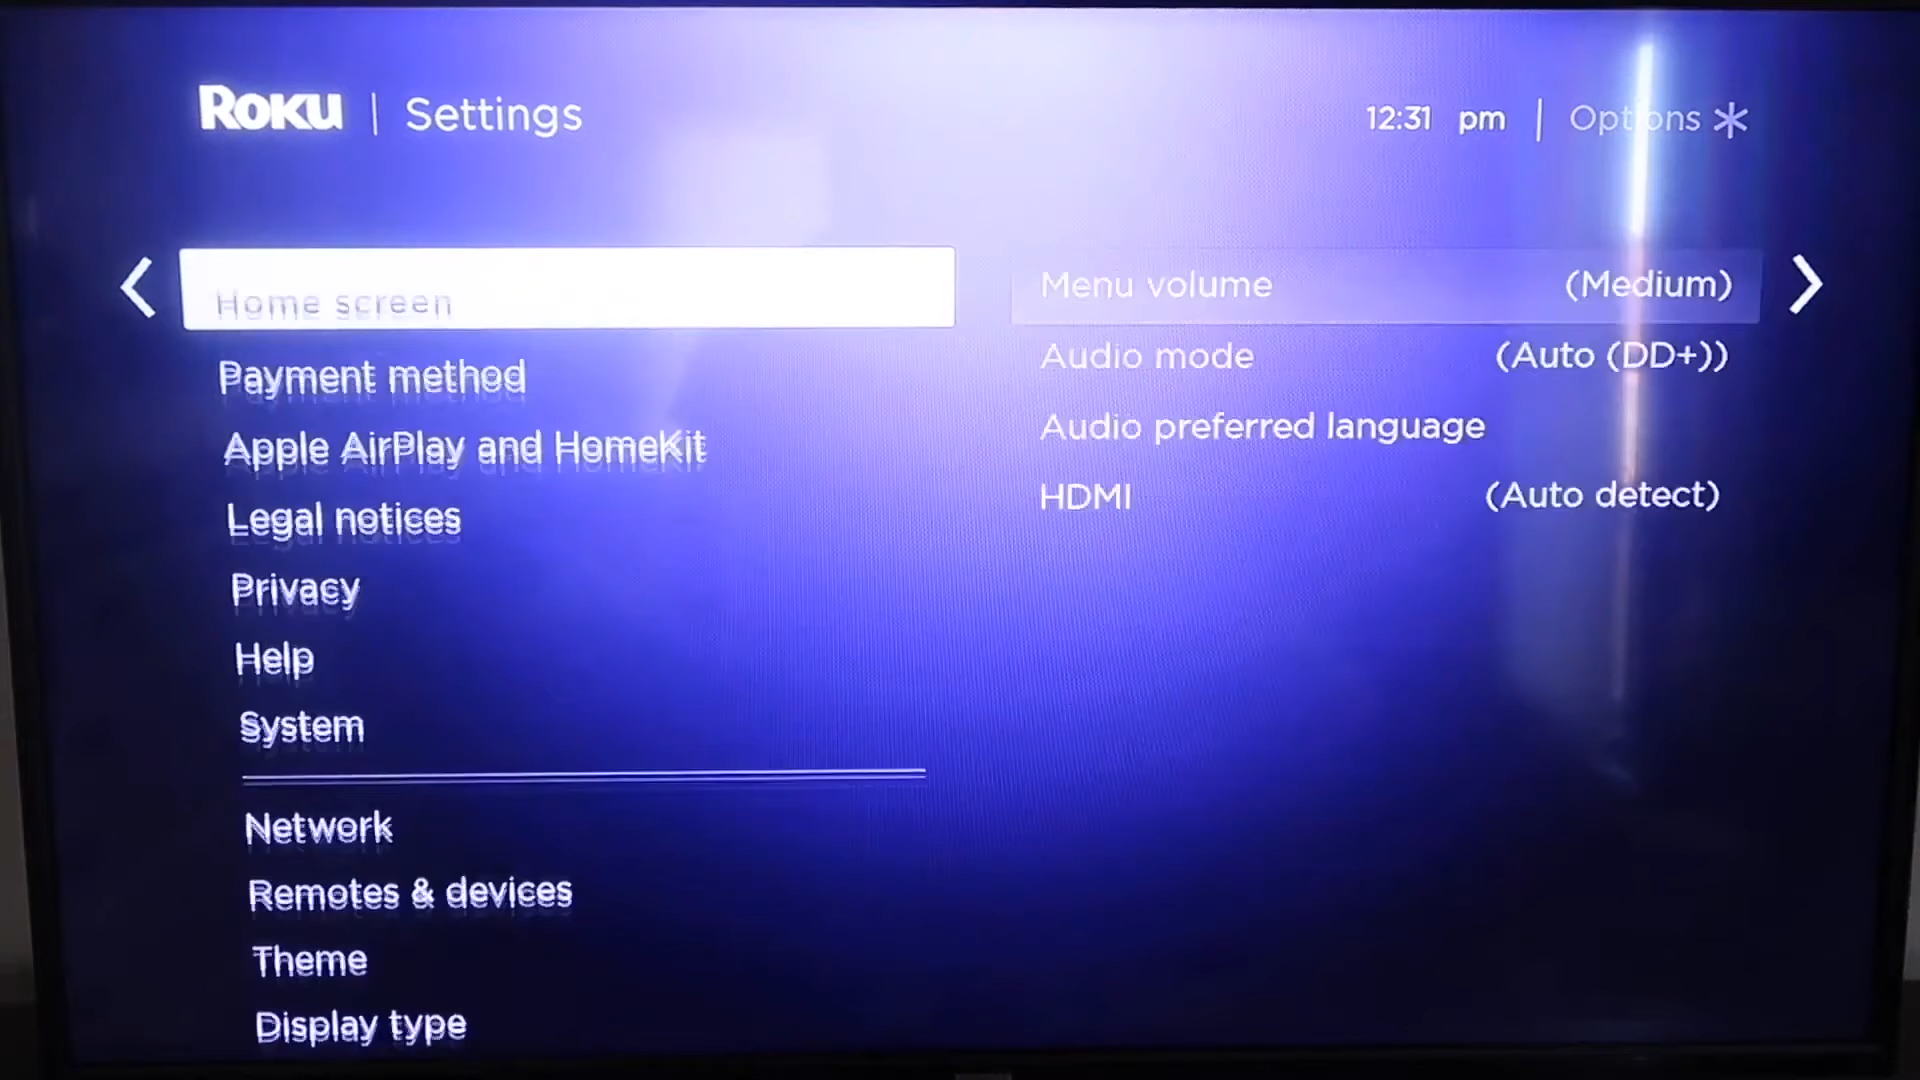 Roku | Settings
12:31 pm | Options *
Home screen
Payment method
Apple AirPlay and HomeKit
Legal notices
Privacy
Help
System
Network
Remotes & devices
Theme
Display type
Menu volume (Medium)
Audio mode (Auto (DD+))
Audio preferred language
HDMI (Auto detect)